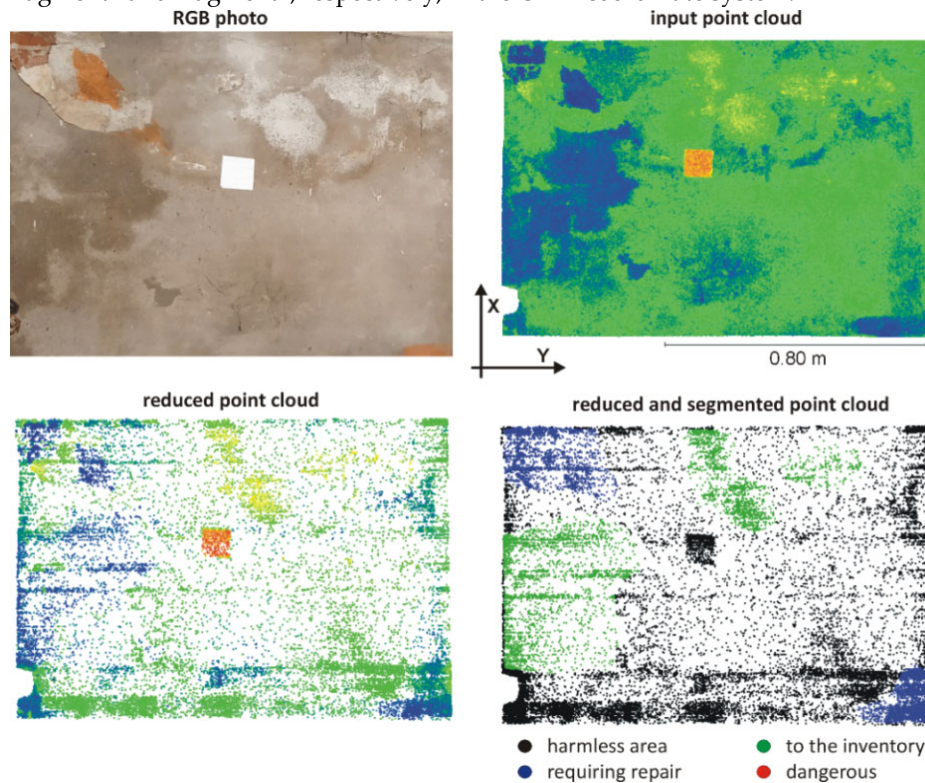 respectively,
RGB photo
input point cloud
X
Y
0.80 m
reduced point cloud
reduced and segmented point cloud
harmless area
to the inventory
requiring repair
dangerous